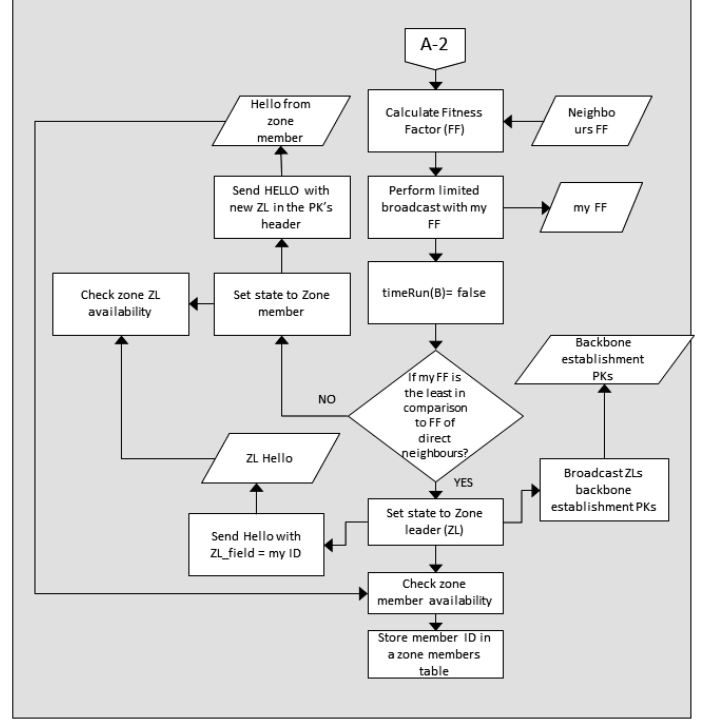 A-2
Hello from
zone
member
Calculate Fitness
Factor (FF)
Neighbo
urs FF
Send HELLO with
new ZL in the PK's
header
Perform limited
broadcast with my
FF
my FF
Check zone ZL
availability
Set state to Zone
member
timeRun(B)= false
Backbone
establishment
PKs
If my FF is
the least in
comparison
to FF of
direct
neighbours?
NO
YES
ZL Hello
Broadcast ZLs
backbone
establishment PKs
Send Hello with
ZL_field = my ID
Set state to Zone
leader (ZL)
Check zone
member availability
Store member ID in
a zone members
table